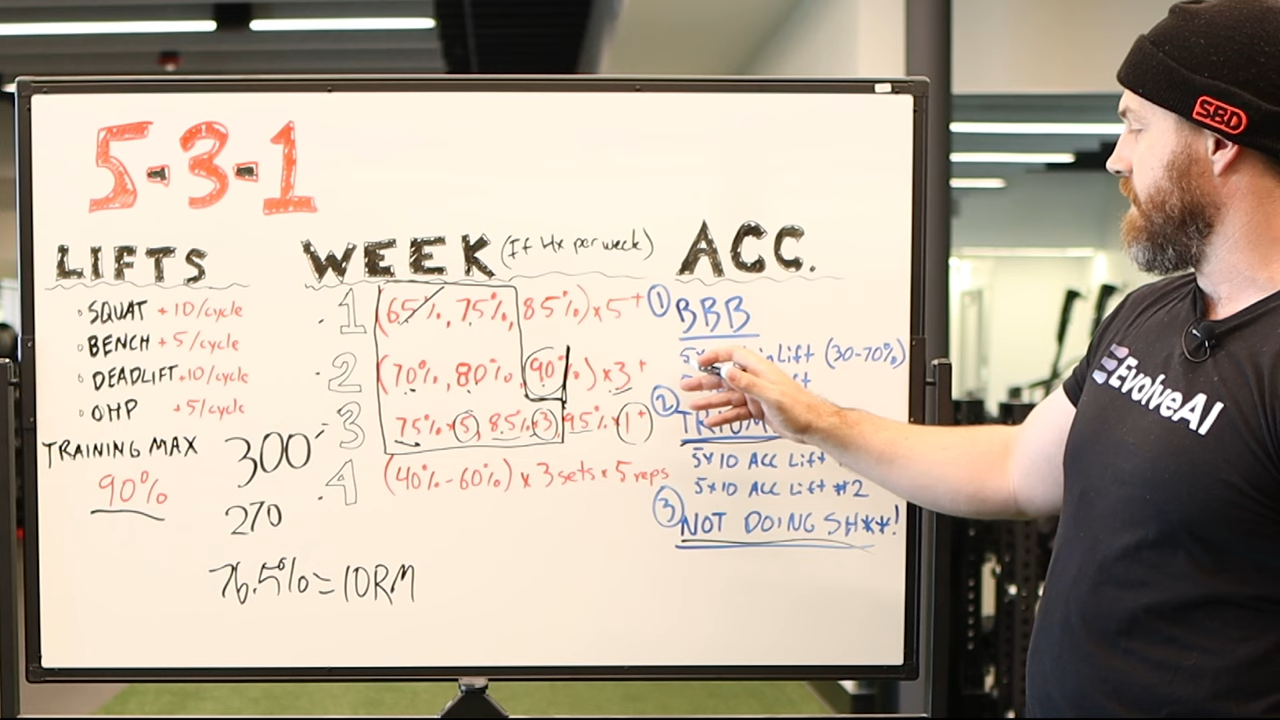 5-3-1
LIFTS
SQUAT +10/cycle
BENCH +5/cycle
DEADLIFT +10/cycle
OHP +5/cycle
TRAINING MAX
90%
300
270
76.5% = 10RM
WEEK (If 4x per week)
1 (65%, 75%, 85%) x 5+
2 (70%, 80%, 90%) x 3+
3 75% x 5, 85% x 3, 95% x 1+
4 (40% - 60%) x 3 sets x 5 reps
ACC.
1 BBB
Lift (30-70%)
2
5x10 ACC Lift
5x10 ACC Lift #2
3 NOT DOING SH**!
SBD
EvolveAI